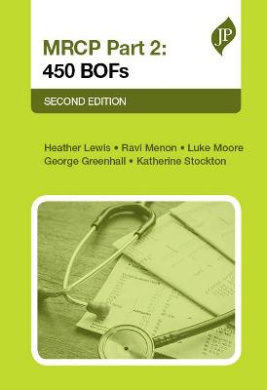 JP
MRCP Part 2:
450 BOFs
SECOND EDITION
Heather Lewis • Ravi Menon • Luke Moore
George Greenhall • Katherine Stockton